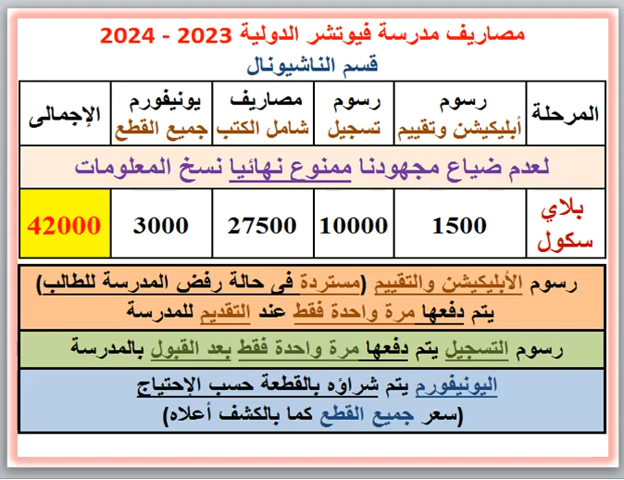 مصاريف مدرسة فيوتشر الدولية 2023 - 2024
قسم الناشيونال
المرحلة
رسوم
أبليكيشن وتقييم
رسوم
تسجيل
مصاريف
شامل الكتب
يونيفورم
جميع القطع
الإجمالى
لعدم ضياع مجهودنا ممنوع نهائيا نسخ المعلومات
بلاي
سكول
1500
10000
27500
3000
42000
رسوم الأبليكيشن والتقييم (مستردة فى حالة رفض المدرسة للطالب)
يتم دفعها مرة واحدة فقط عند التقديم للمدرسة
رسوم التسجيل يتم دفعها مرة واحدة فقط بعد القبول بالمدرسة
اليونيفورم يتم شراؤه بالقطعة حسب الإحتياج
(سعر جميع القطع كما بالكشف أعلاه)